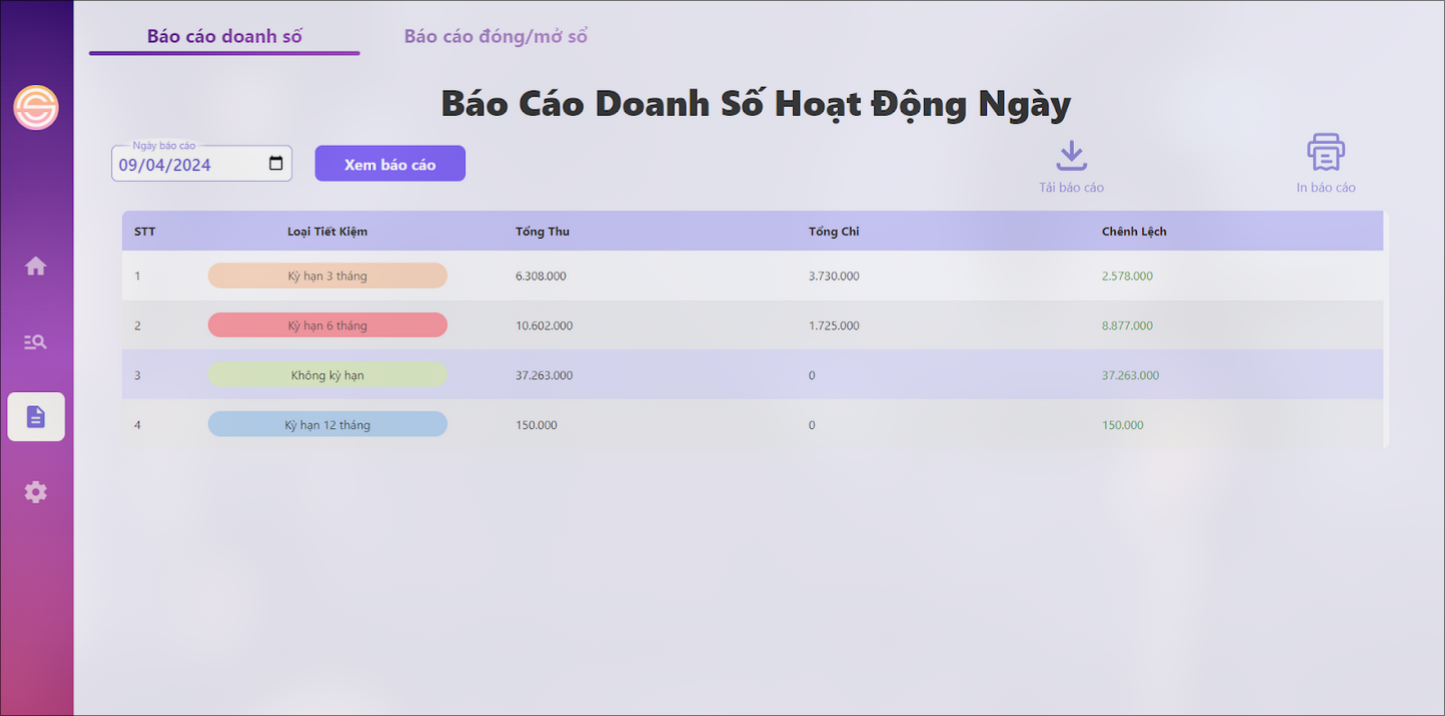 Báo cáo doanh số Báo cáo đóng/mở sổ
Báo Cáo Doanh Số Hoạt Động Ngày
Ngày báo cáo
09/04/2024 Xem báo cáo
Tải báo cáo In báo cáo
STT Loại Tiết Kiệm Tổng Thu Tổng Chi Chênh Lệch
1 Kỳ hạn 3 tháng 6.308.000 3.730.000 2.578.000
2 Kỳ hạn 6 tháng 10.602.000 1.725.000 8.877.000
3 Không kỳ hạn 37.263.000 0 37.263.000
4 Kỳ hạn 12 tháng 150.000 0 150.000